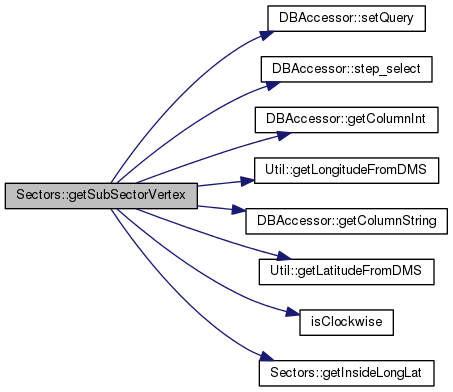 DBAccessor::setQuery
DBAccessor::step_select
DBAccessor::getColumnInt
Util::getLongitudeFromDMS
Sectors::getSubSectorVertex
DBAccessor::getColumnString
Util::getLatitudeFromDMS
isClockwise
Sectors::getInsideLongLat